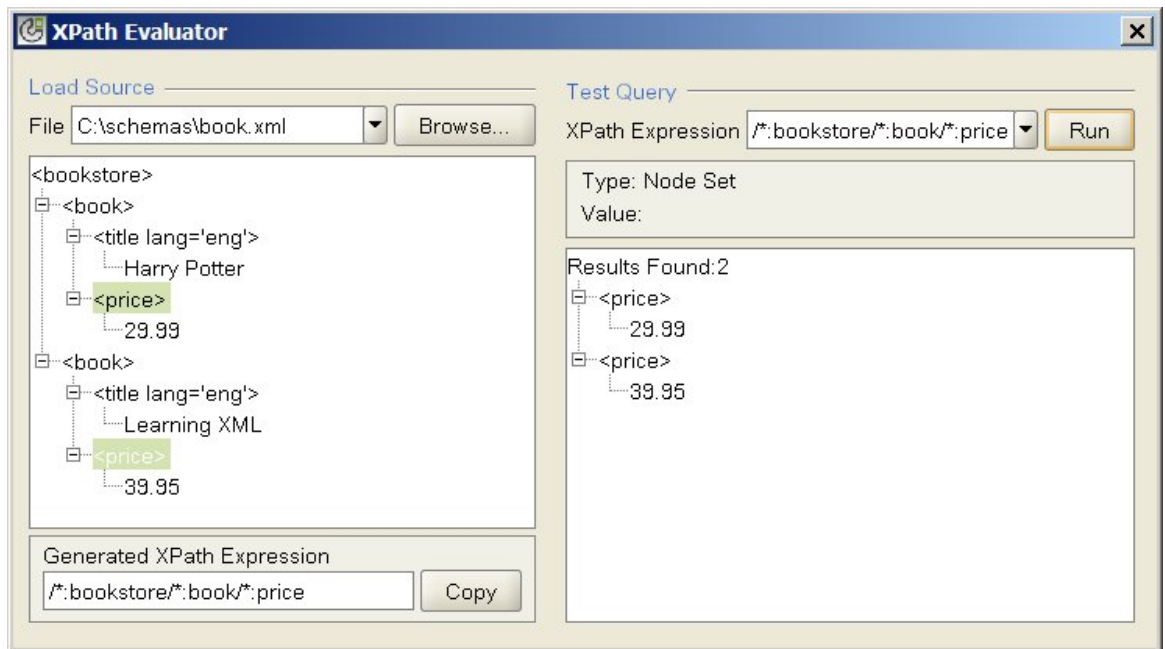 XPath Evaluator
Load Source
File C:\schemas\book.xml Browse...
<bookstore>
<book>
<title lang='eng'>
Harry Potter
<price>
29.99
<book>
<title lang='eng'>
Learning XML
<price>
39.95
Generated XPath Expression
/*:bookstore/*:book/*:price Copy
Test Query
XPath Expression /*:bookstore/*:book/*:price Run
Type: Node Set
Value:
Results Found:2
<price>
29.99
<price>
39.95